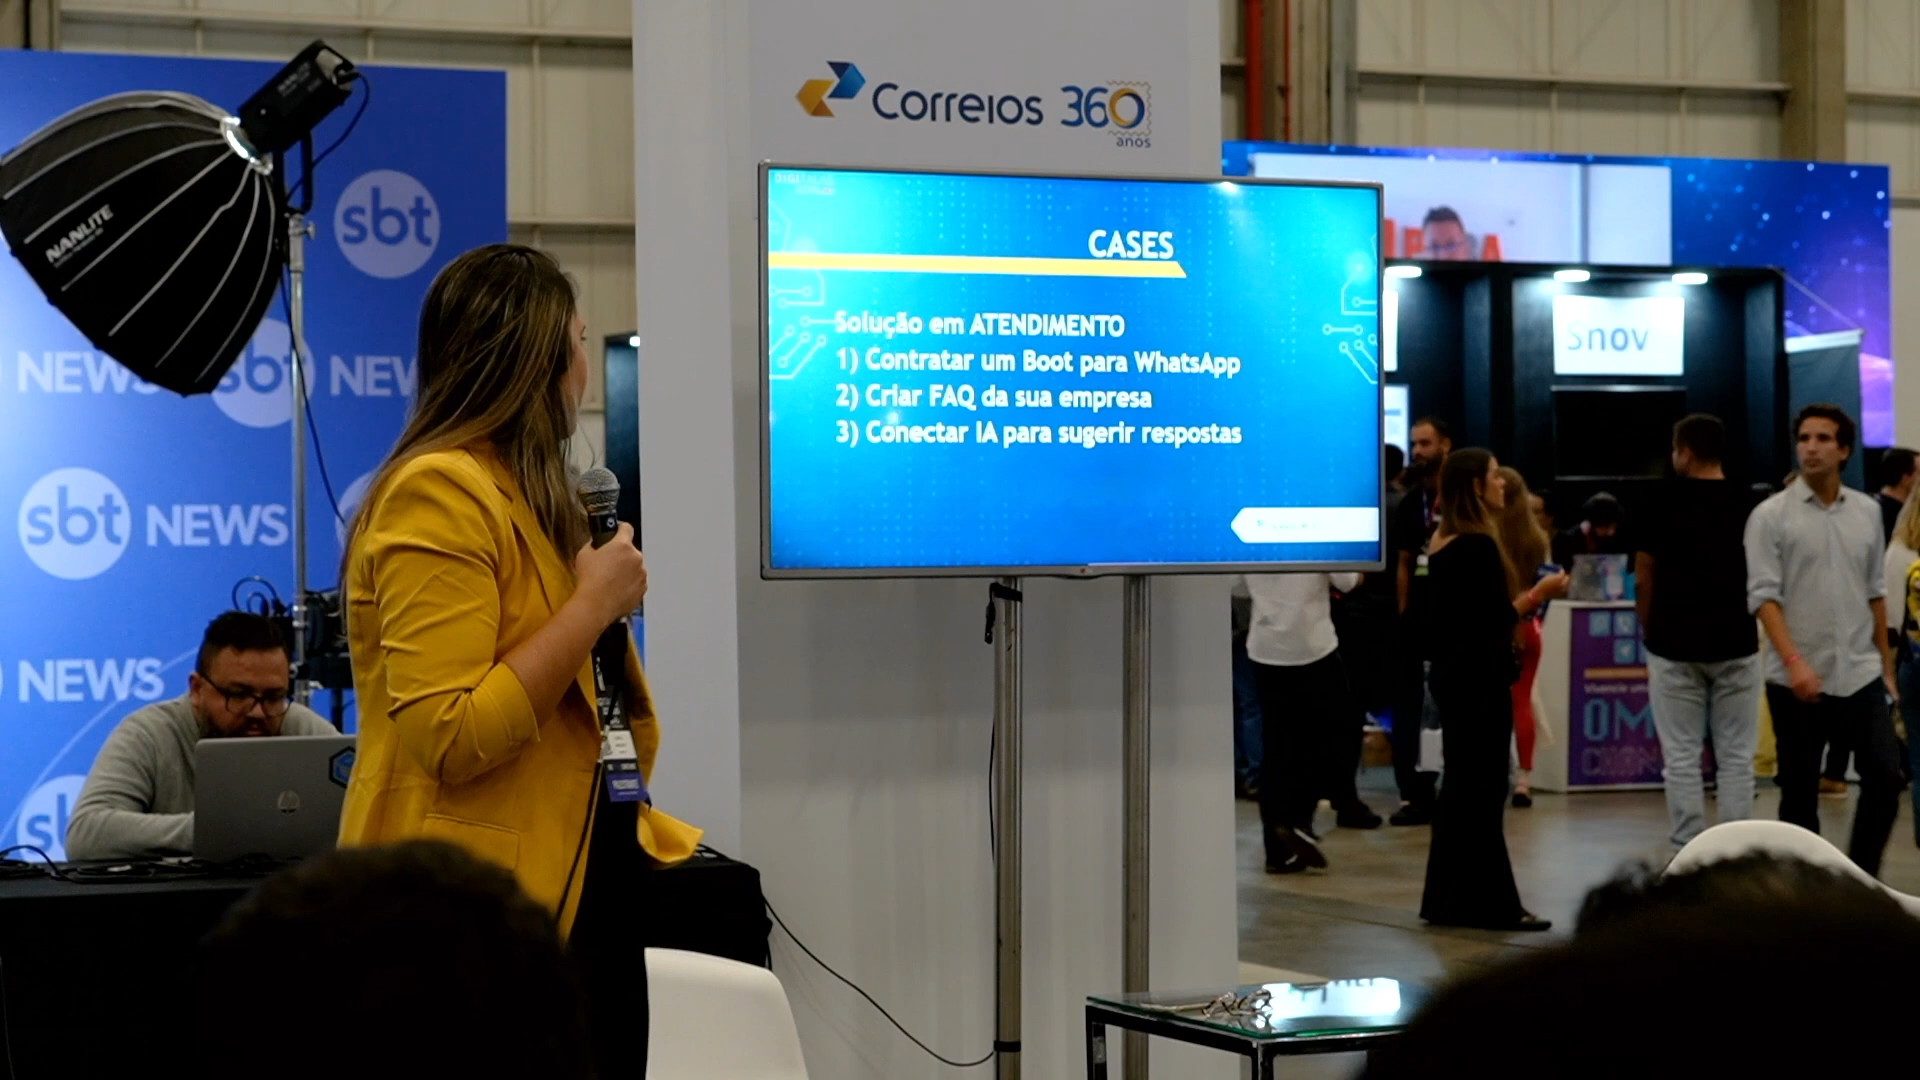 Correios 360
anos
CASES
Solução em ATENDIMENTO
1) Contratar um Boot para WhatsApp
2) Criar FAQ da sua empresa
3) Conectar IA para sugerir respostas
NANLITE
sbt
NEWS
sbt
NEW
sbt NEWS
NEWS
Snov